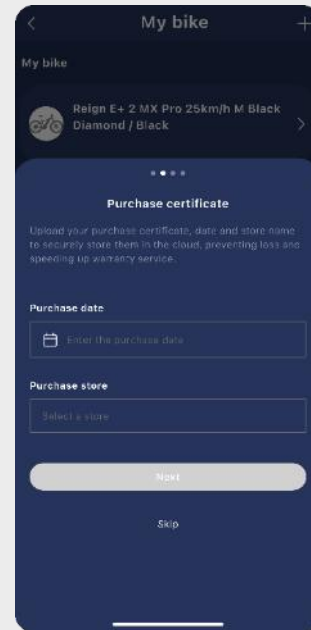 My bike
My bike
Reign E+ 2 MX Pro 25km/h M Black
Diamond / Black
Purchase certificate
Upload your purchase certificate, date and store name
to securely store them in the cloud, preventing loss and
speeding up warranty service.
Purchase date
Enter the purchase date
Purchase store
Select a store
Next
Skip